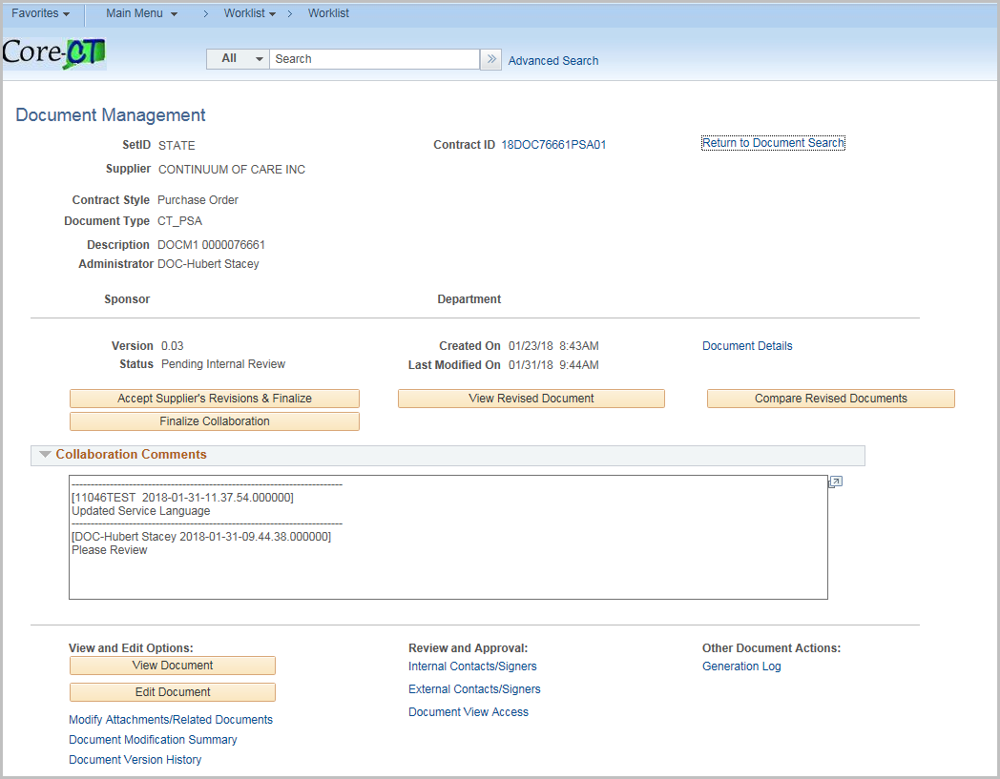 Favorites Main Menu > Worklist > Worklist
Core-CT
All Search » Advanced Search
Document Management
SetID STATE Contract ID 18DOC76661PSA01 Return to Document Search
Supplier CONTINUUM OF CARE INC
Contract Style Purchase Order
Document Type CT_PSA
Description DOCM1 0000076661
Administrator DOC-Hubert Stacey
Sponsor Department
Version 0.03 Created On 01/23/18 8:43AM Document Details
Status Pending Internal Review Last Modified On 01/31/18 9:44AM
Accept Supplier's Revisions & Finalize View Revised Document Compare Revised Documents
Finalize Collaboration
Collaboration Comments
-----------------------------------------------------------------------
[11046TEST 2018-01-31-11.37.54.000000]
Updated Service Language
-----------------------------------------------------------------------
[DOC-Hubert Stacey 2018-01-31-09.44.38.000000]
Please Review
View and Edit Options: Review and Approval: Other Document Actions:
View Document Internal Contacts/Signers Generation Log
Edit Document External Contacts/Signers
Modify Attachments/Related Documents Document View Access
Document Modification Summary
Document Version History